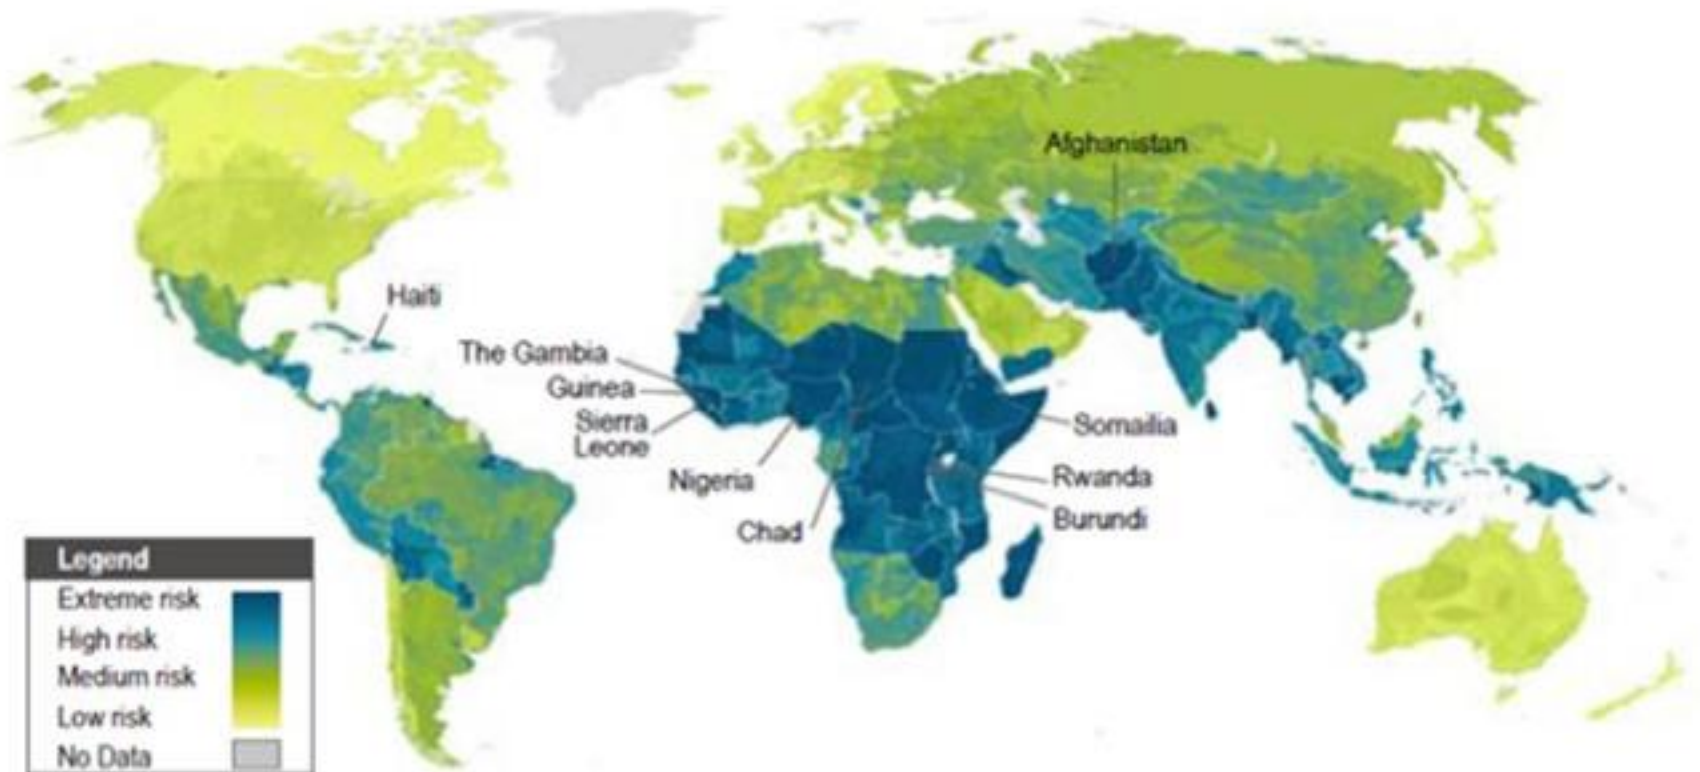 Afghanistan
Haiti
The Gambia
Guinea
Sierra
Leone
Nigeria
Chad
Somailia
Rwanda
Burundi
Legend
Extreme risk
High risk
Medium risk
Low risk
No Data